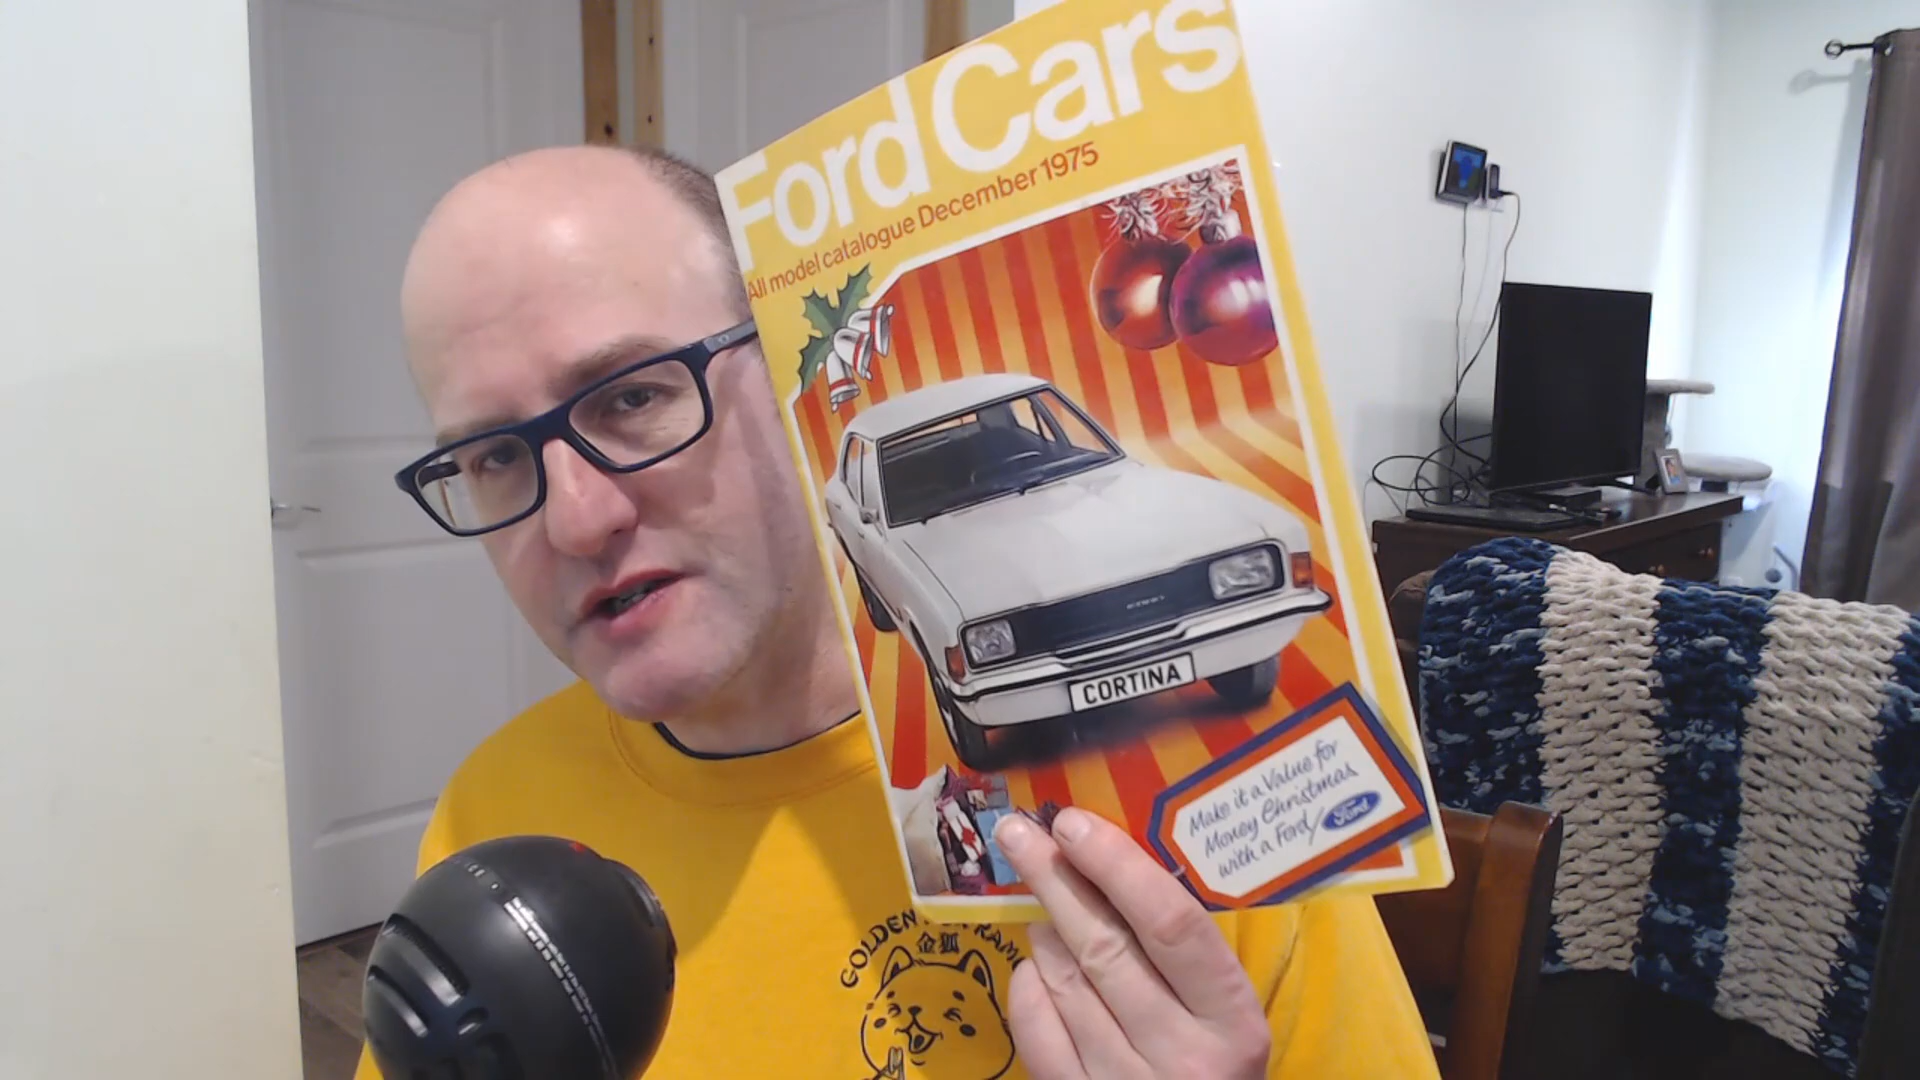 Ford Cars
All model catalogue December 1975
CORTINA
Make it a Value for
Money Christmas
with a Ford
Ford
GOLDEN